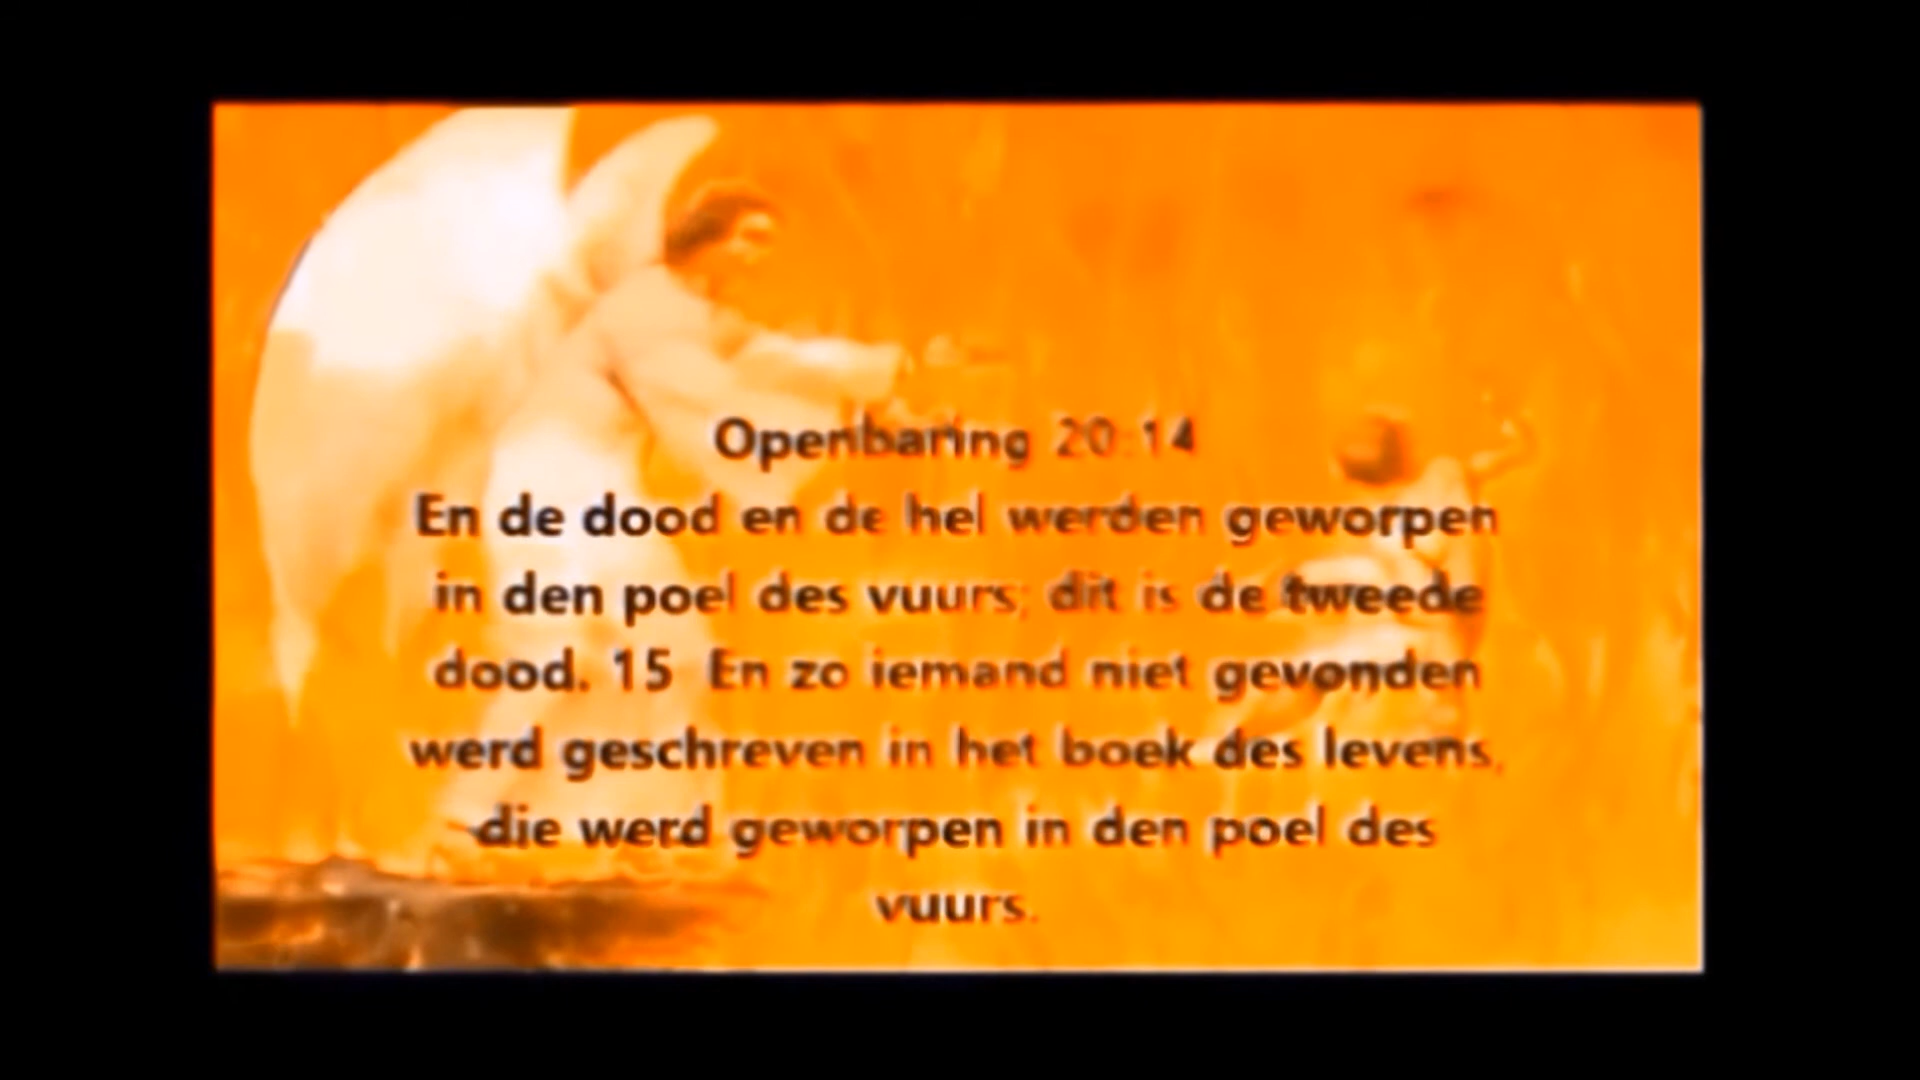 Openbaring 20:14
En de dood en de hel werden geworpen
in den poel des vuurs; dit is de tweede
dood. 15 En zo iemand niet gevonden
werd geschreven in het boek des levens,
die werd geworpen in den poel des
vuurs.